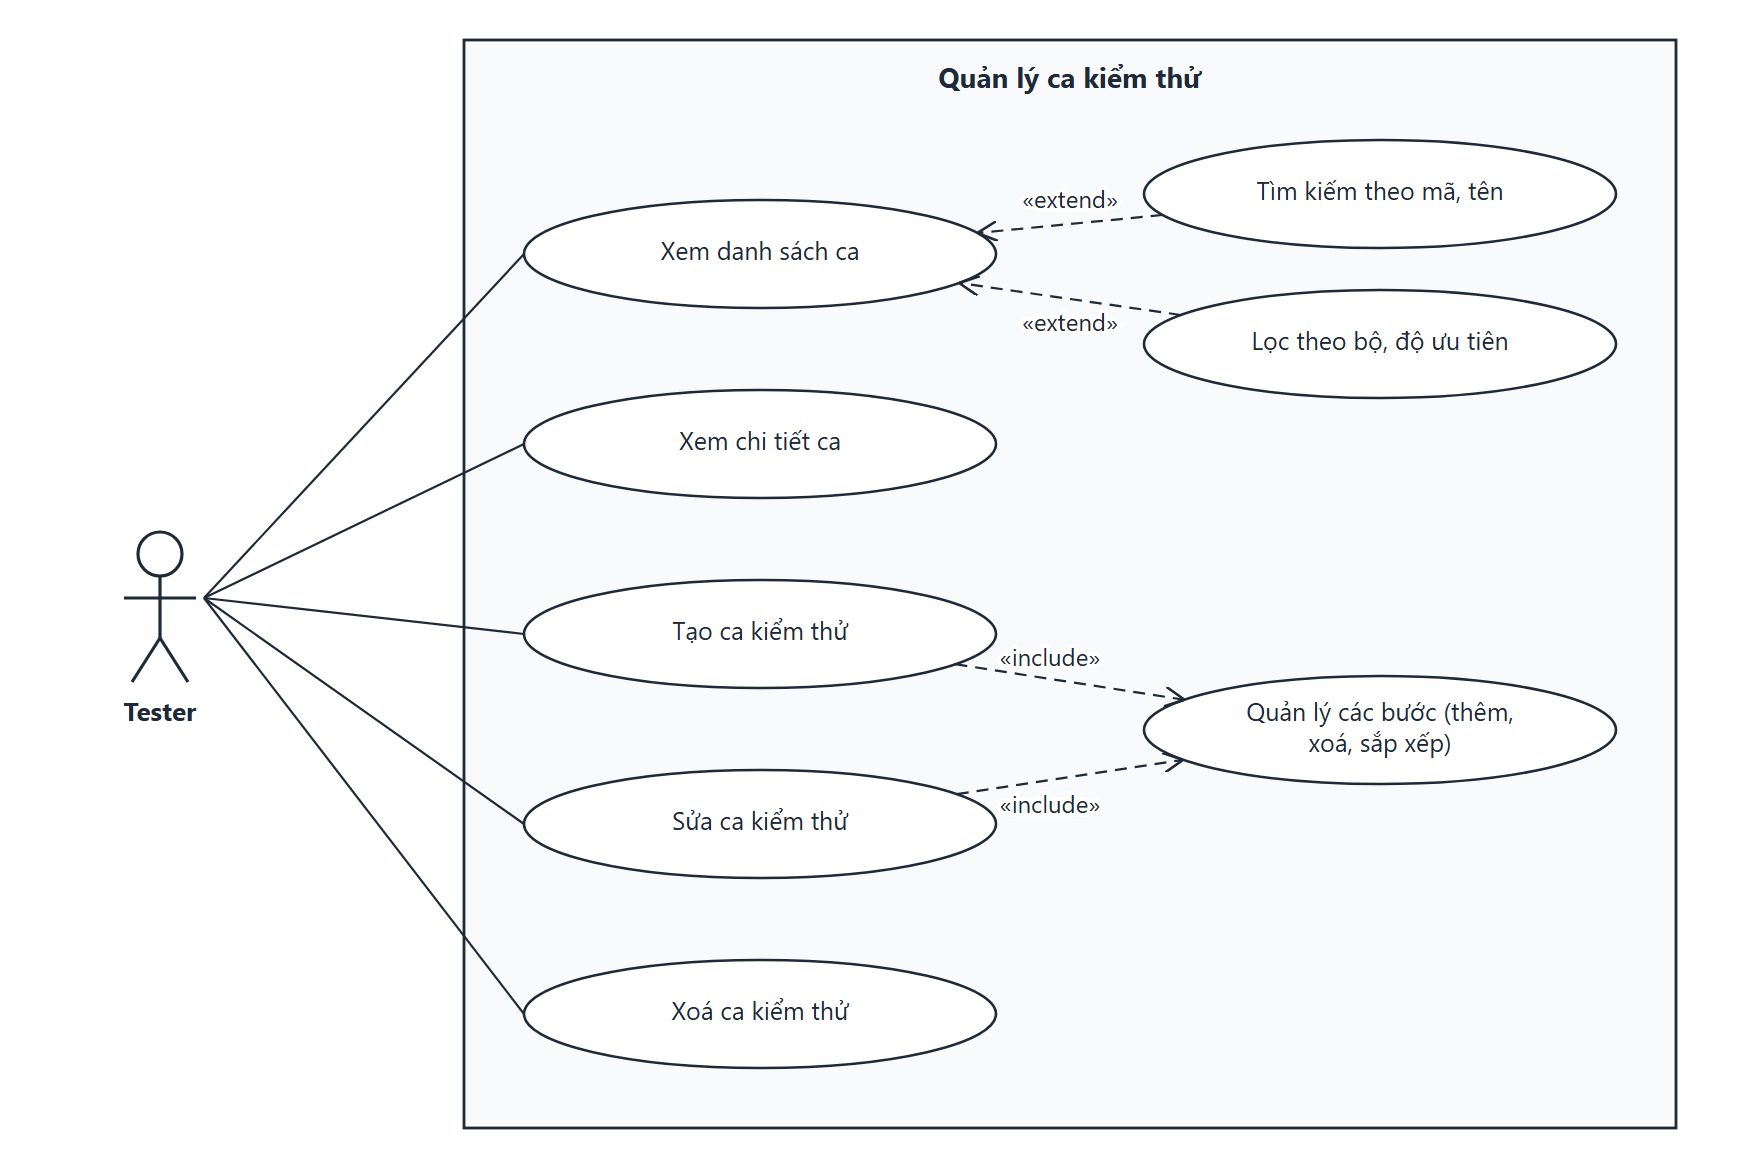 Quản lý ca kiểm thử
Tìm kiếm theo mã, tên
«extend»
Xem danh sách ca
«extend»
Lọc theo bộ, độ ưu tiên
Xem chi tiết ca
Tạo ca kiểm thử
«include»
Quản lý các bước (thêm,
xoá, sắp xếp)
Tester
Sửa ca kiểm thử
«include»
Xoá ca kiểm thử